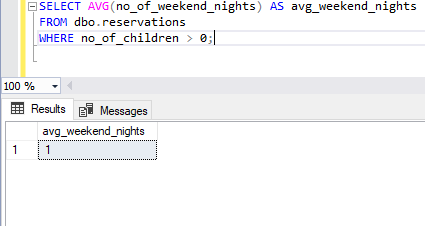 SELECT AVG(no_of_weekend_nights) AS avg_weekend_nights
FROM dbo.reservations
WHERE no_of_children > 0;
100 %
Results Messages
avg_weekend_nights
1 1